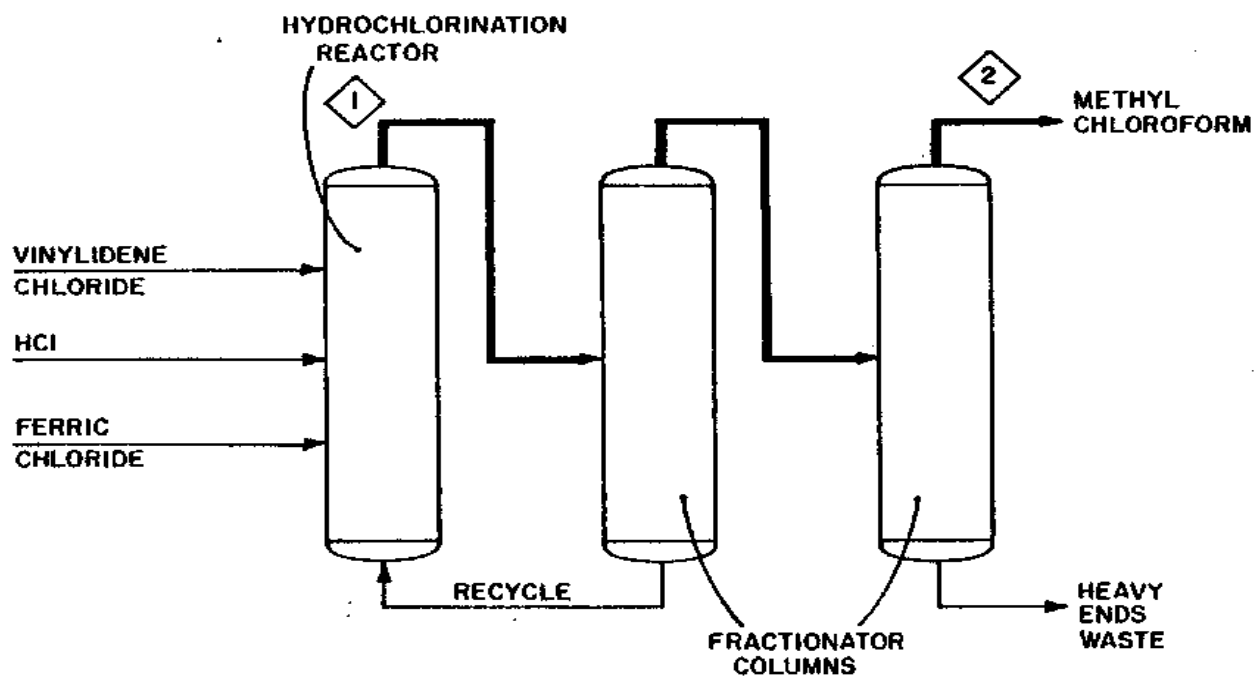 HYDROCHLORINATION
REACTOR
1
2
METHYL
CHLOROFORM
VINYLIDENE
CHLORIDE
HCl
FERRIC
CHLORIDE
RECYCLE
HEAVY
ENDS
WASTE
FRACTIONATOR
COLUMNS